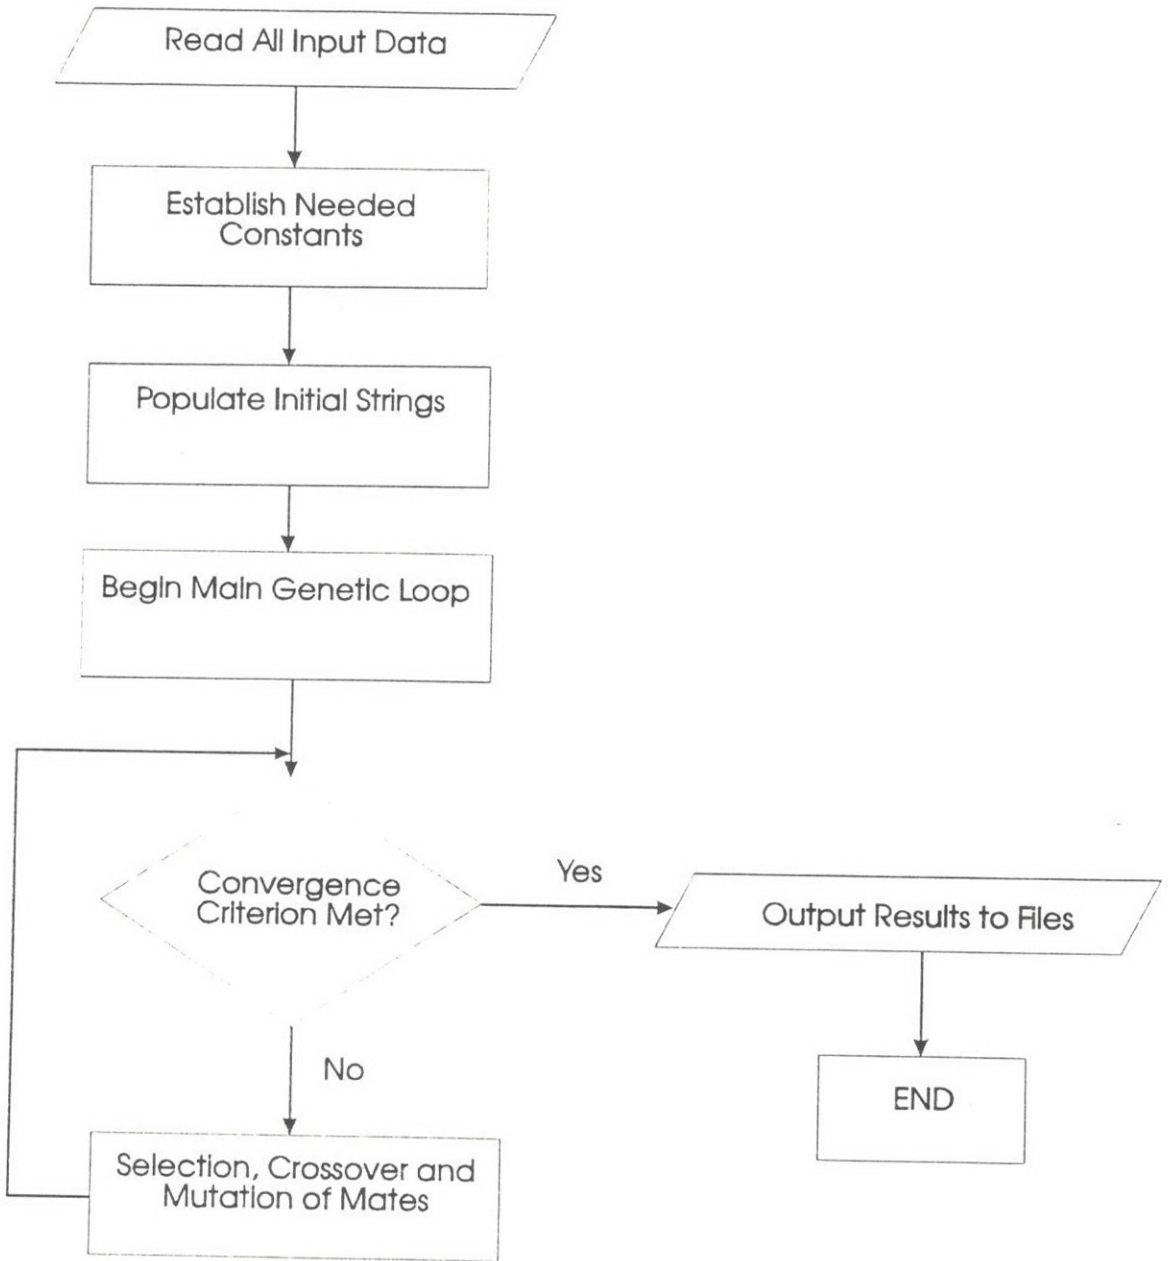 Read All Input Data
Establish Needed
Constants
Populate Initial Strings
Begin Main Genetic Loop
Convergence
Criterion Met?
Yes
Output Results to Files
No
END
Selection, Crossover and
Mutation of Mates